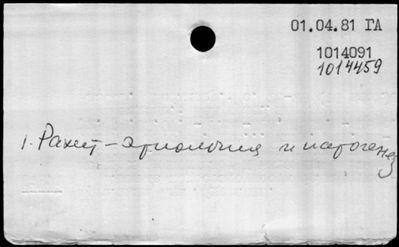 01.04.81 ГА
1014091
1014459
1. Рахит - этиология и патогенез